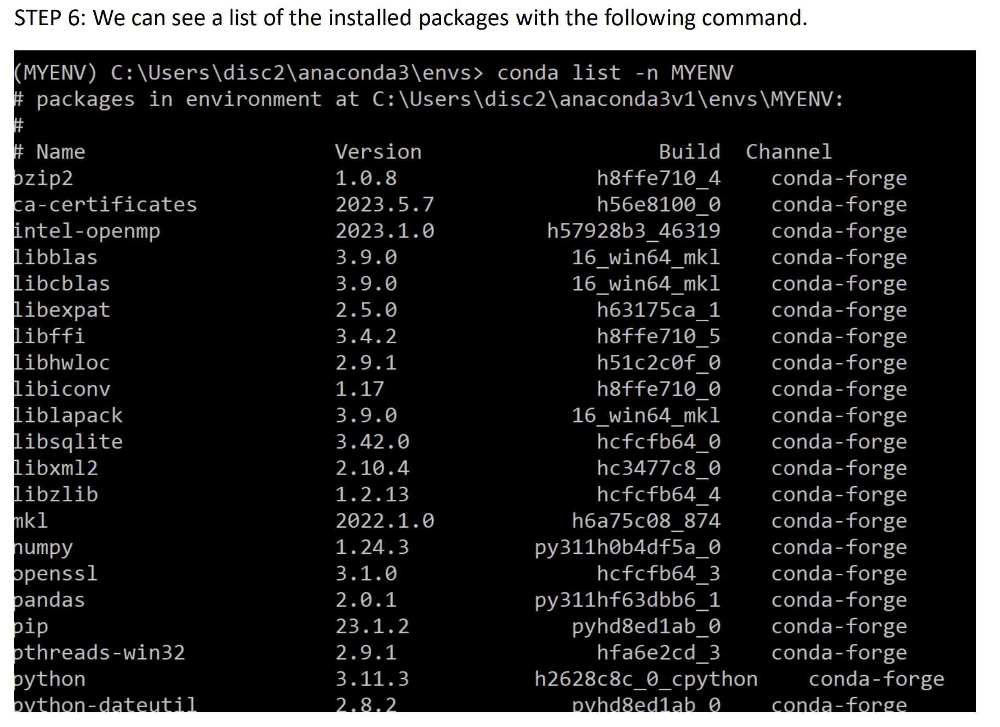 STEP 6: We can see a list of the installed packages with the following command.
(MYENV) C:\Users\disc2\anaconda3\envs> conda list -n MYENV
# packages in environment at C:\Users\disc2\anaconda3v1\envs\MYENV:
#
# Name Version Build Channel
bzip2 1.0.8 h8ffe710_4 conda-forge
ca-certificates 2023.5.7 h56e8100_0 conda-forge
intel-openmp 2023.1.0 h57928b3_46319 conda-forge
libblas 3.9.0 16_win64_mkl conda-forge
libcblas 3.9.0 16_win64_mkl conda-forge
libexpat 2.5.0 h63175ca_1 conda-forge
libffi 3.4.2 h8ffe710_5 conda-forge
libhwloc 2.9.1 h51c2c0f_0 conda-forge
libiconv 1.17 h8ffe710_0 conda-forge
liblapack 3.9.0 16_win64_mkl conda-forge
libsqlite 3.42.0 hcfcfb64_0 conda-forge
libxml2 2.10.4 hc3477c8_0 conda-forge
libzlib 1.2.13 hcfcfb64_4 conda-forge
mkl 2022.1.0 h6a75c08_874 conda-forge
numpy 1.24.3 py311h0b4df5a_0 conda-forge
openssl 3.1.0 hcfcfb64_3 conda-forge
pandas 2.0.1 py311hf63dbb6_1 conda-forge
pip 23.1.2 pyhd8ed1ab_0 conda-forge
pthreads-win32 2.9.1 hfa6e2cd_3 conda-forge
python 3.11.3 h2628c8c_0_cpython conda-forge
python-dateutil 2.8.2 pyhd8ed1ab_0 conda-forge